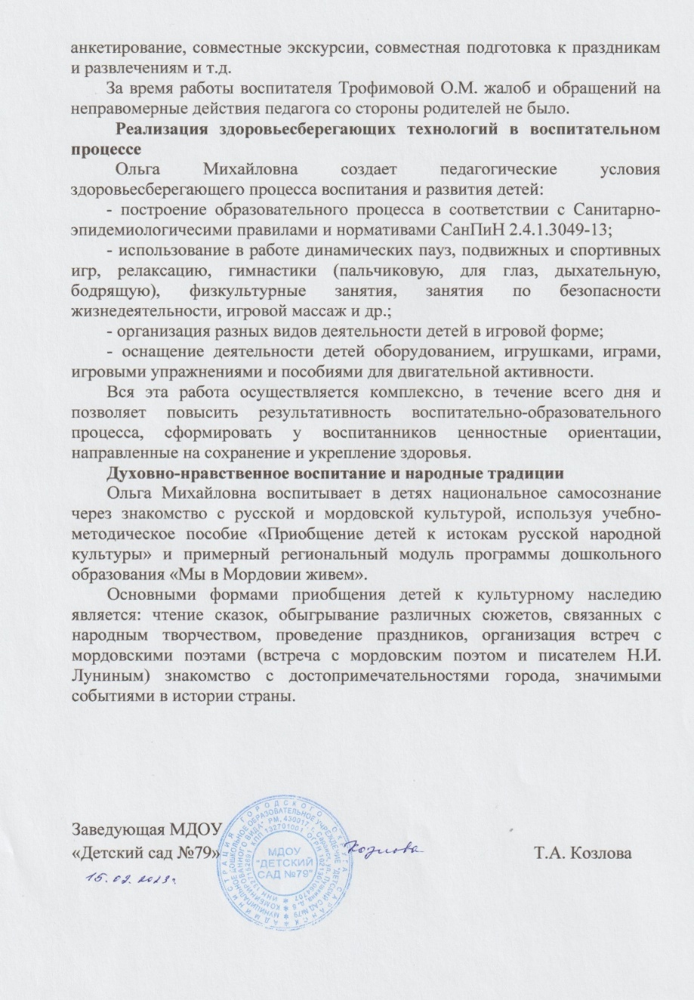 анкетирование, совместные экскурсии, совместная подготовка к праздникам
и развлечениям и т.д.
За время работы воспитателя Трофимовой О.М. жалоб и обращений на
неправомерные действия педагога со стороны родителей не было.
Реализация здоровьесберегающих технологий в воспитательном
процессе
Ольга Михайловна создает педагогические условия
здоровьесберегающего процесса воспитания и развития детей:
- построение образовательного процесса в соответствии с Санитарно-
эпидемиологичесими правилами и нормативами СанПиН 2.4.1.3049-13;
- использование в работе динамических пауз, подвижных и спортивных
игр, релаксацию, гимнастики (пальчиковую, для глаз, дыхательную,
бодрящую), физкультурные занятия, занятия по безопасности
жизнедеятельности, игровой массаж и др.;
- организация разных видов деятельности детей в игровой форме;
- оснащение деятельности детей оборудованием, игрушками, играми,
игровыми упражнениями и пособиями для двигательной активности.
Вся эта работа осуществляется комплексно, в течение всего дня и
позволяет повысить результативность воспитательно-образовательного
процесса, сформировать у воспитанников ценностные ориентации,
направленные на сохранение и укрепление здоровья.
Духовно-нравственное воспитание и народные традиции
Ольга Михайловна воспитывает в детях национальное самосознание
через знакомство с русской и мордовской культурой, используя учебно-
методическое пособие «Приобщение детей к истокам русской народной
культуры» и примерный региональный модуль программы дошкольного
образования «Мы в Мордовии живем».
Основными формами приобщения детей к культурному наследию
является: чтение сказок, обыгрывание различных сюжетов, связанных с
народным творчеством, проведение праздников, организация встреч с
мордовскими поэтами (встреча с мордовским поэтом и писателем Н.И.
Луниным) знакомство с достопримечательностями города, значимыми
событиями в истории страны.
Заведующая МДОУ
«Детский сад №79»
Козлова
Т.А. Козлова
МДОУ
"ДЕТСКИЙ
САД №79"